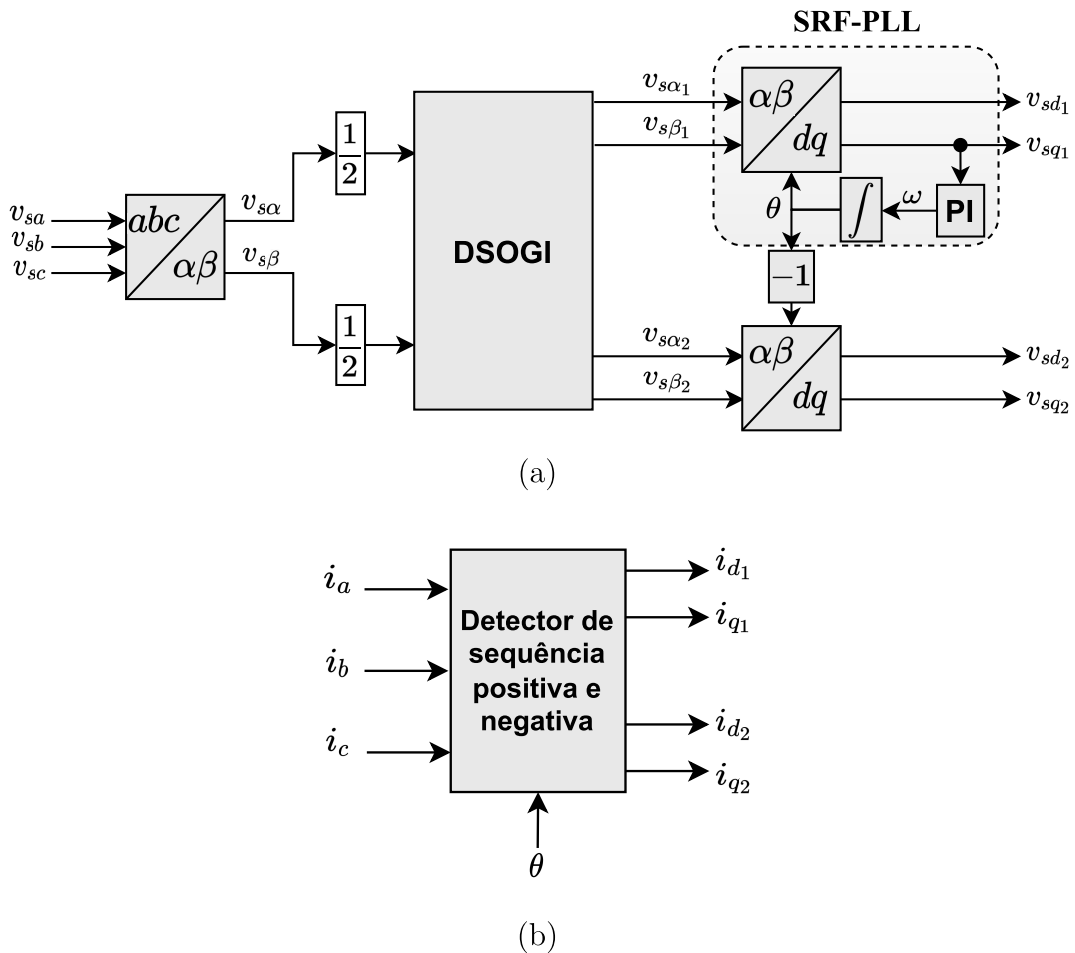 SRF-PLL
αβ
dq
v_{sα_1}
v_{sβ_1}
v_{sd_1}
v_{sq_1}
1/2
v_{sa}
v_{sb}
v_{sc}
abc
αβ
v_{sα}
v_{sβ}
DSOGI
θ
∫
ω
PI
−1
1/2
v_{sα_2}
v_{sβ_2}
αβ
dq
v_{sd_2}
v_{sq_2}
(a)
i_a
i_b
i_c
Detector de
sequência
positiva e
negativa
i_{d_1}
i_{q_1}
i_{d_2}
i_{q_2}
θ
(b)